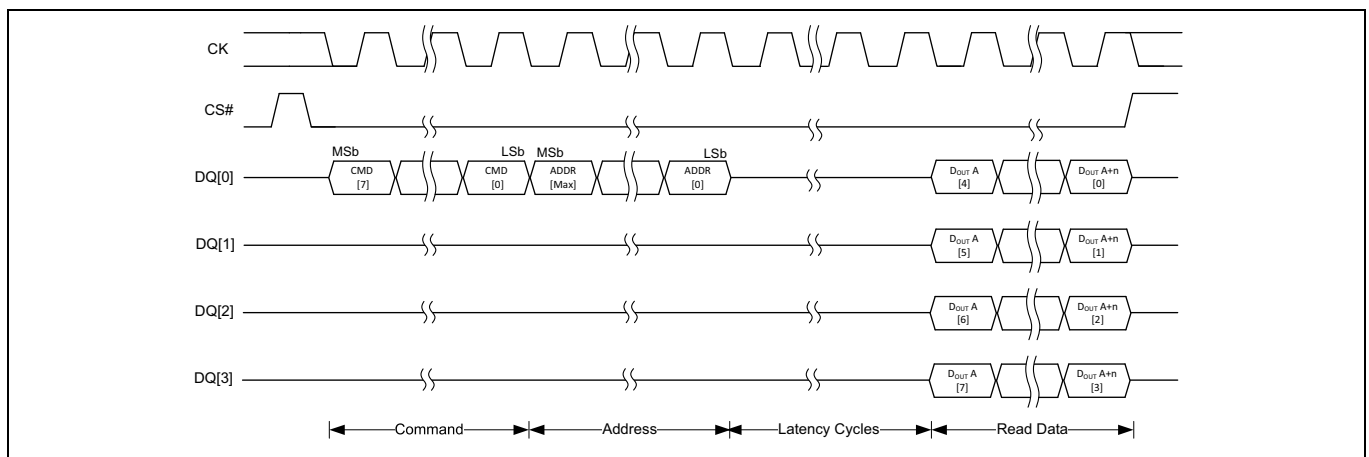 CK
CS#
MSb LSb MSb LSb
DQ[0] CMD [7] CMD [0] ADDR [Max] ADDR [0] DOUT A [4] DOUT A+n [0]
DQ[1] DOUT A [5] DOUT A+n [1]
DQ[2] DOUT A [6] DOUT A+n [2]
DQ[3] DOUT A [7] DOUT A+n [3]
Command Address Latency Cycles Read Data